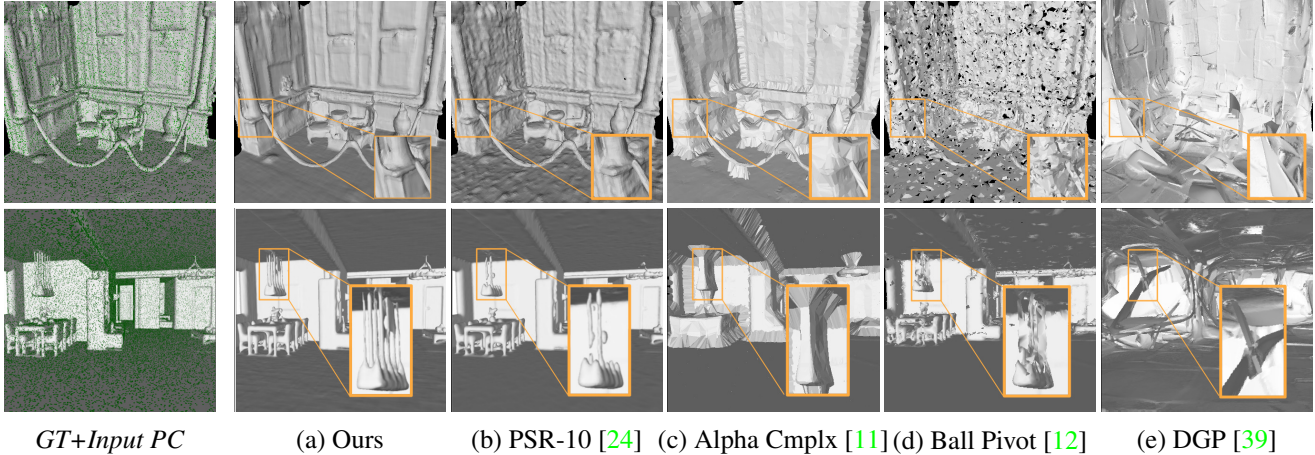 GT+Input PC (a) Ours (b) PSR-10 [24] (c) Alpha Cmplx [11] (d) Ball Pivot [12] (e) DGP [39]